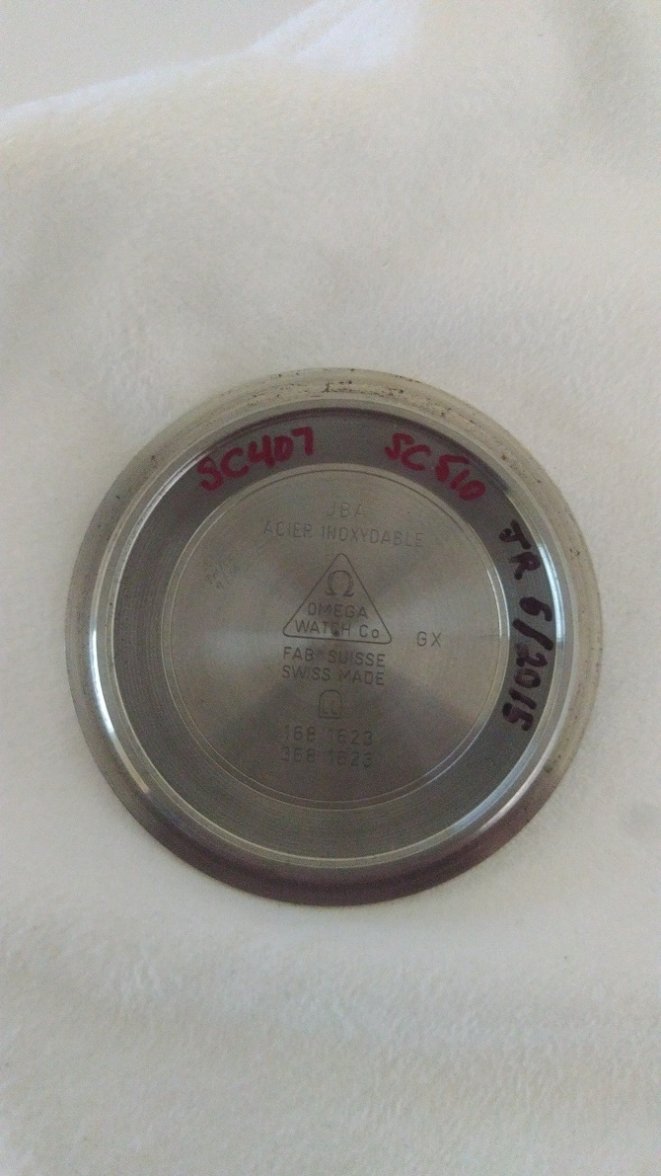 SC407
SC510
JR 6/2015
JBA
ACIER INOXYDABLE
Ω
OMEGA
WATCH Co
GX
FAB. SUISSE
SWISS MADE
168 1623
368 1623